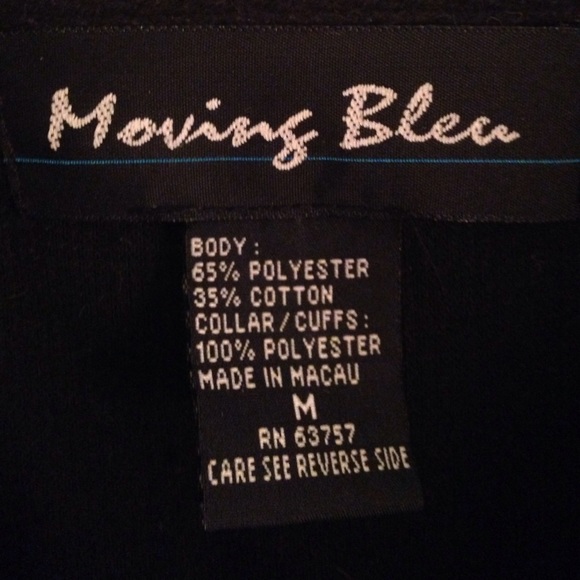 Moving Bleu
BODY:
65% POLYESTER
35% COTTON
COLLAR/CUFFS:
100% POLYESTER
MADE IN MACAU
M
RN 63757
CARE SEE REVERSE SIDE